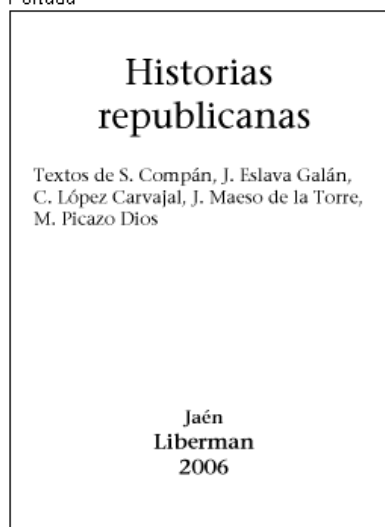 Portada
Historias
republicanas
Textos de S. Compán, J. Eslava Galán,
C. López Carvajal, J. Maeso de la Torre,
M. Picazo Dios
Jaén
Liberman
2006